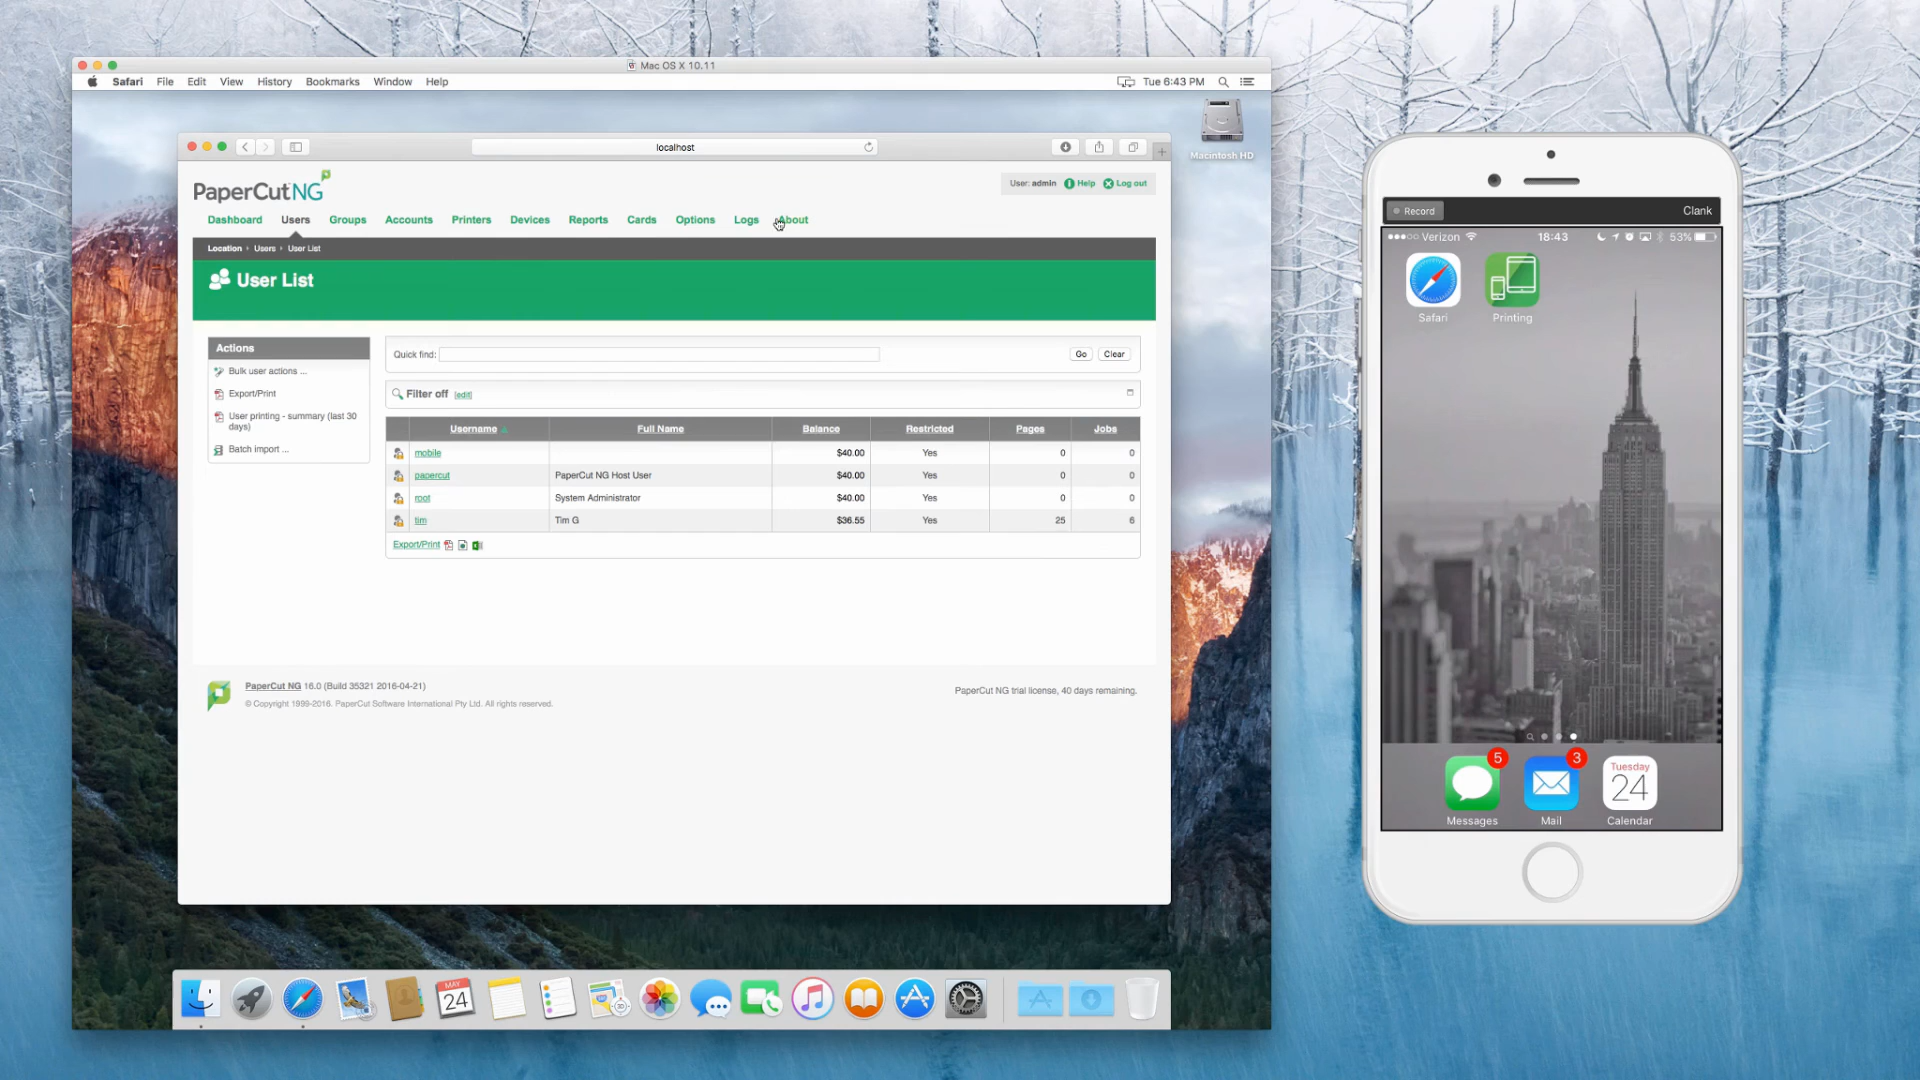 Mac OS X 10.11
Safari File Edit View History Bookmarks Window Help
Tue 6:43 PM
Macintosh HD
localhost
PaperCut NG
User: admin Help Log out
Dashboard Users Groups Accounts Printers Devices Reports Cards Options Logs About
Location Users User List
User List
Actions
Bulk user actions ...
Export/Print
User printing - summary (last 30
days)
Batch import ...
Quick find: Go Clear
Filter off [edit]
Username Full Name Balance Restricted Pages Jobs
mobile $40.00 Yes 0 0
papercut PaperCut NG Host User $40.00 Yes 0 0
root System Administrator $40.00 Yes 0 0
tim Tim G $36.55 Yes 25 6
Export/Print
PaperCut NG 16.0 (Build 35321 2016-04-21)
© Copyright 1999-2016. PaperCut Software International Pty Ltd. All rights reserved.
PaperCut NG trial license, 40 days remaining.
MAY
24
Record Clank
Verizon 18:43 53%
Safari Printing
5 3
Tuesday
24
Messages Mail Calendar